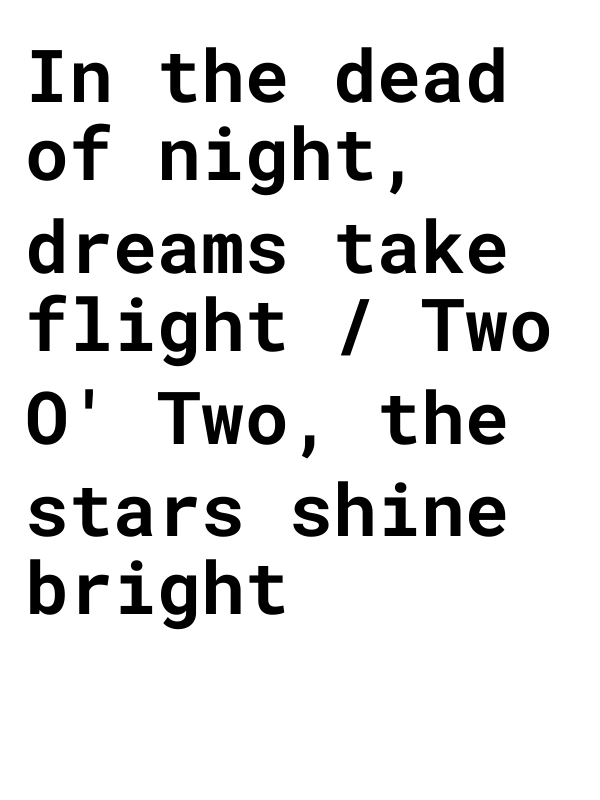 In the dead
of night,
dreams take
flight / Two
O' Two, the
stars shine
bright